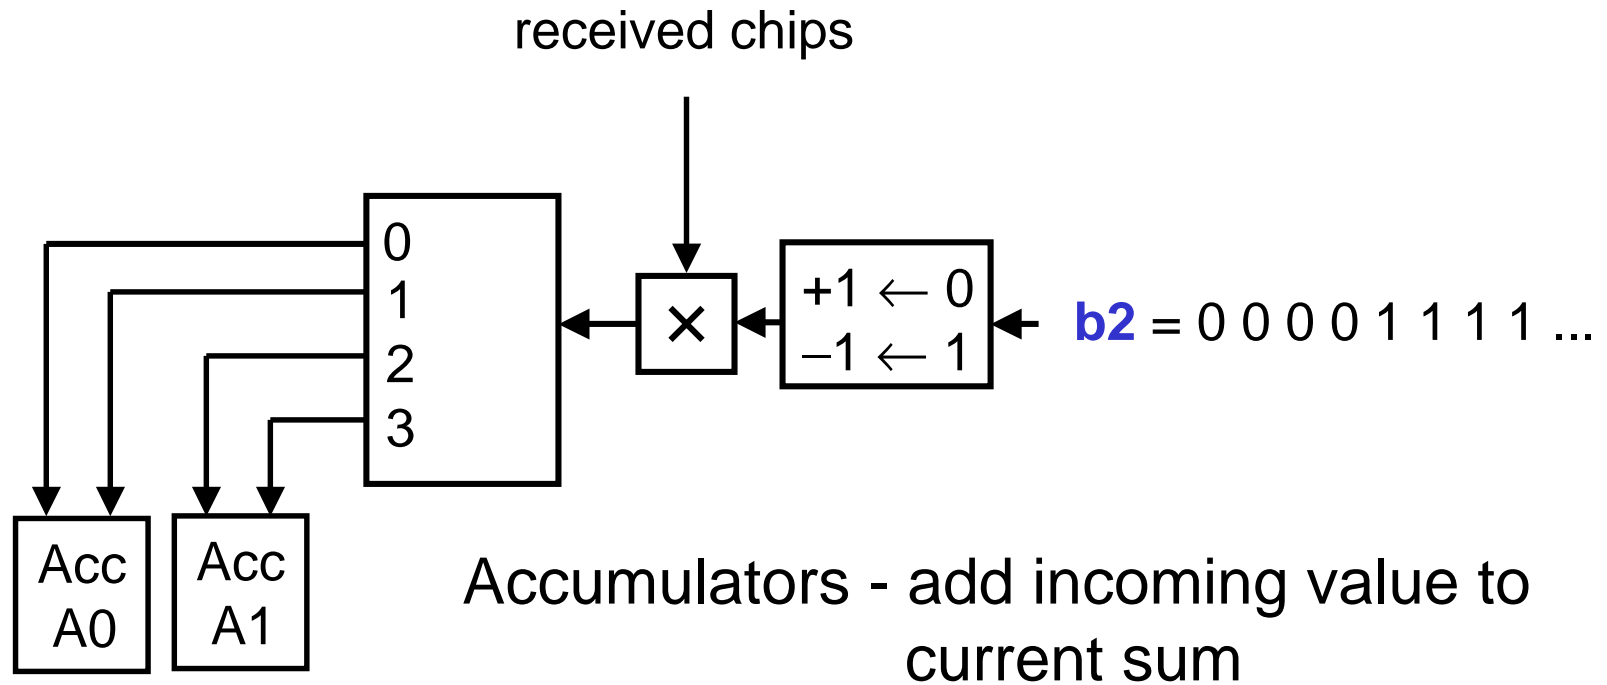 received chips
0
1
2
3
×
+1 ← 0
–1 ← 1
b2 = 0 0 0 0 1 1 1 1 ...
Acc
A0
Acc
A1
Accumulators - add incoming value to
current sum